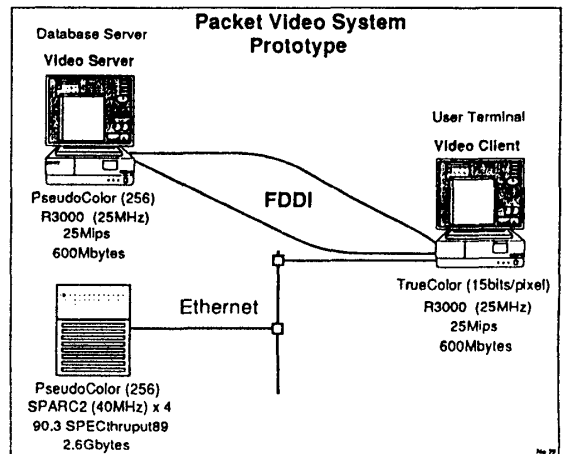 Packet Video System
Prototype
Database Server
Video Server
PseudoColor (256)
R3000 (25MHz)
25Mips
600Mbytes
User Terminal
Video Client
FDDI
TrueColor (15bits/pixel)
R3000 (25MHz)
25Mips
600Mbytes
Ethernet
PseudoColor (256)
SPARC2 (40MHz) x 4
90.3 SPECthruput89
2.6Gbytes